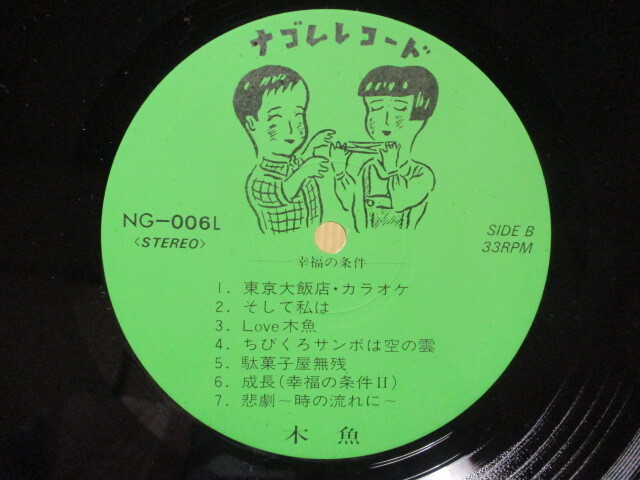 ナゴムレコード
NG-006L
〈STEREO〉
SIDE B
33RPM
幸福の条件
1. 東京大飯店・カラオケ
2. そして私は
3. Love木魚
4. ちびくろサンボは空の雲
5. 駄菓子屋無残
6. 成長(幸福の条件II)
7. 悲劇～時の流れに～
木魚